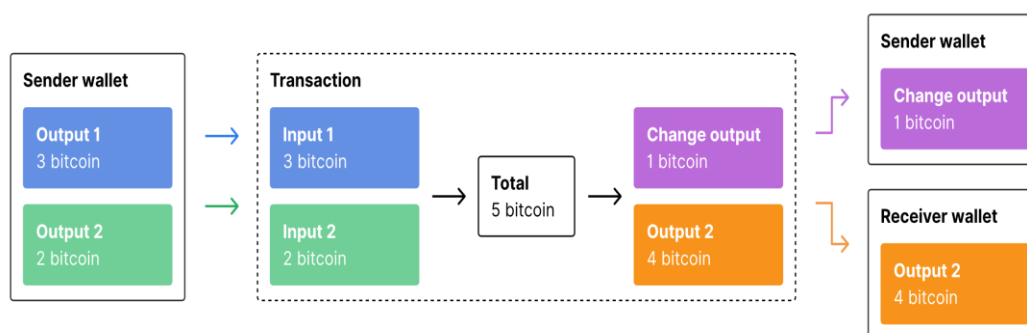 Sender wallet
Output 1
3 bitcoin
Output 2
2 bitcoin
Transaction
Input 1
3 bitcoin
Input 2
2 bitcoin
Total
5 bitcoin
Change output
1 bitcoin
Output 2
4 bitcoin
Sender wallet
Change output
1 bitcoin
Receiver wallet
Output 2
4 bitcoin